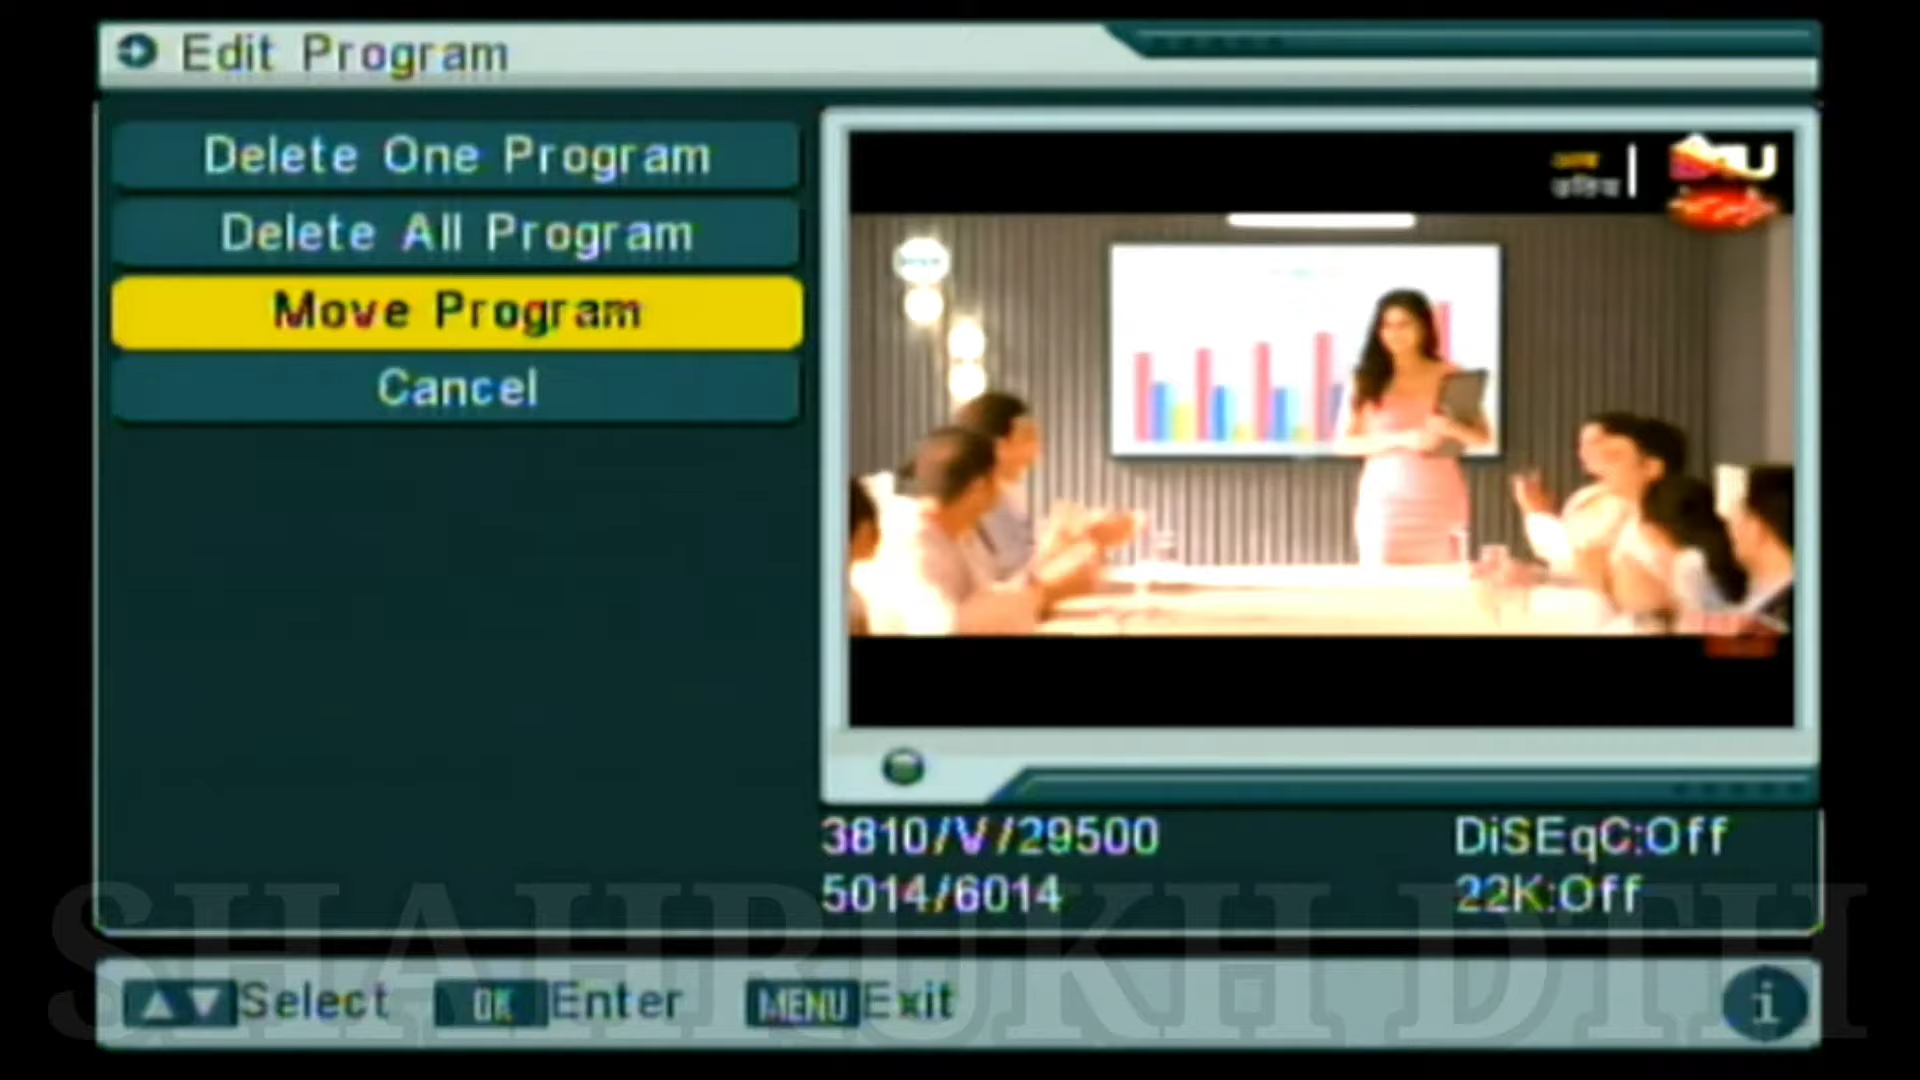 Edit Program
Delete One Program
Delete All Program
Move Program
Cancel
3810/V/29500
DiSEqC:Off
5014/6014
22K:Off
SHAHRUKH DTH
Select OK Enter MENU Exit
i